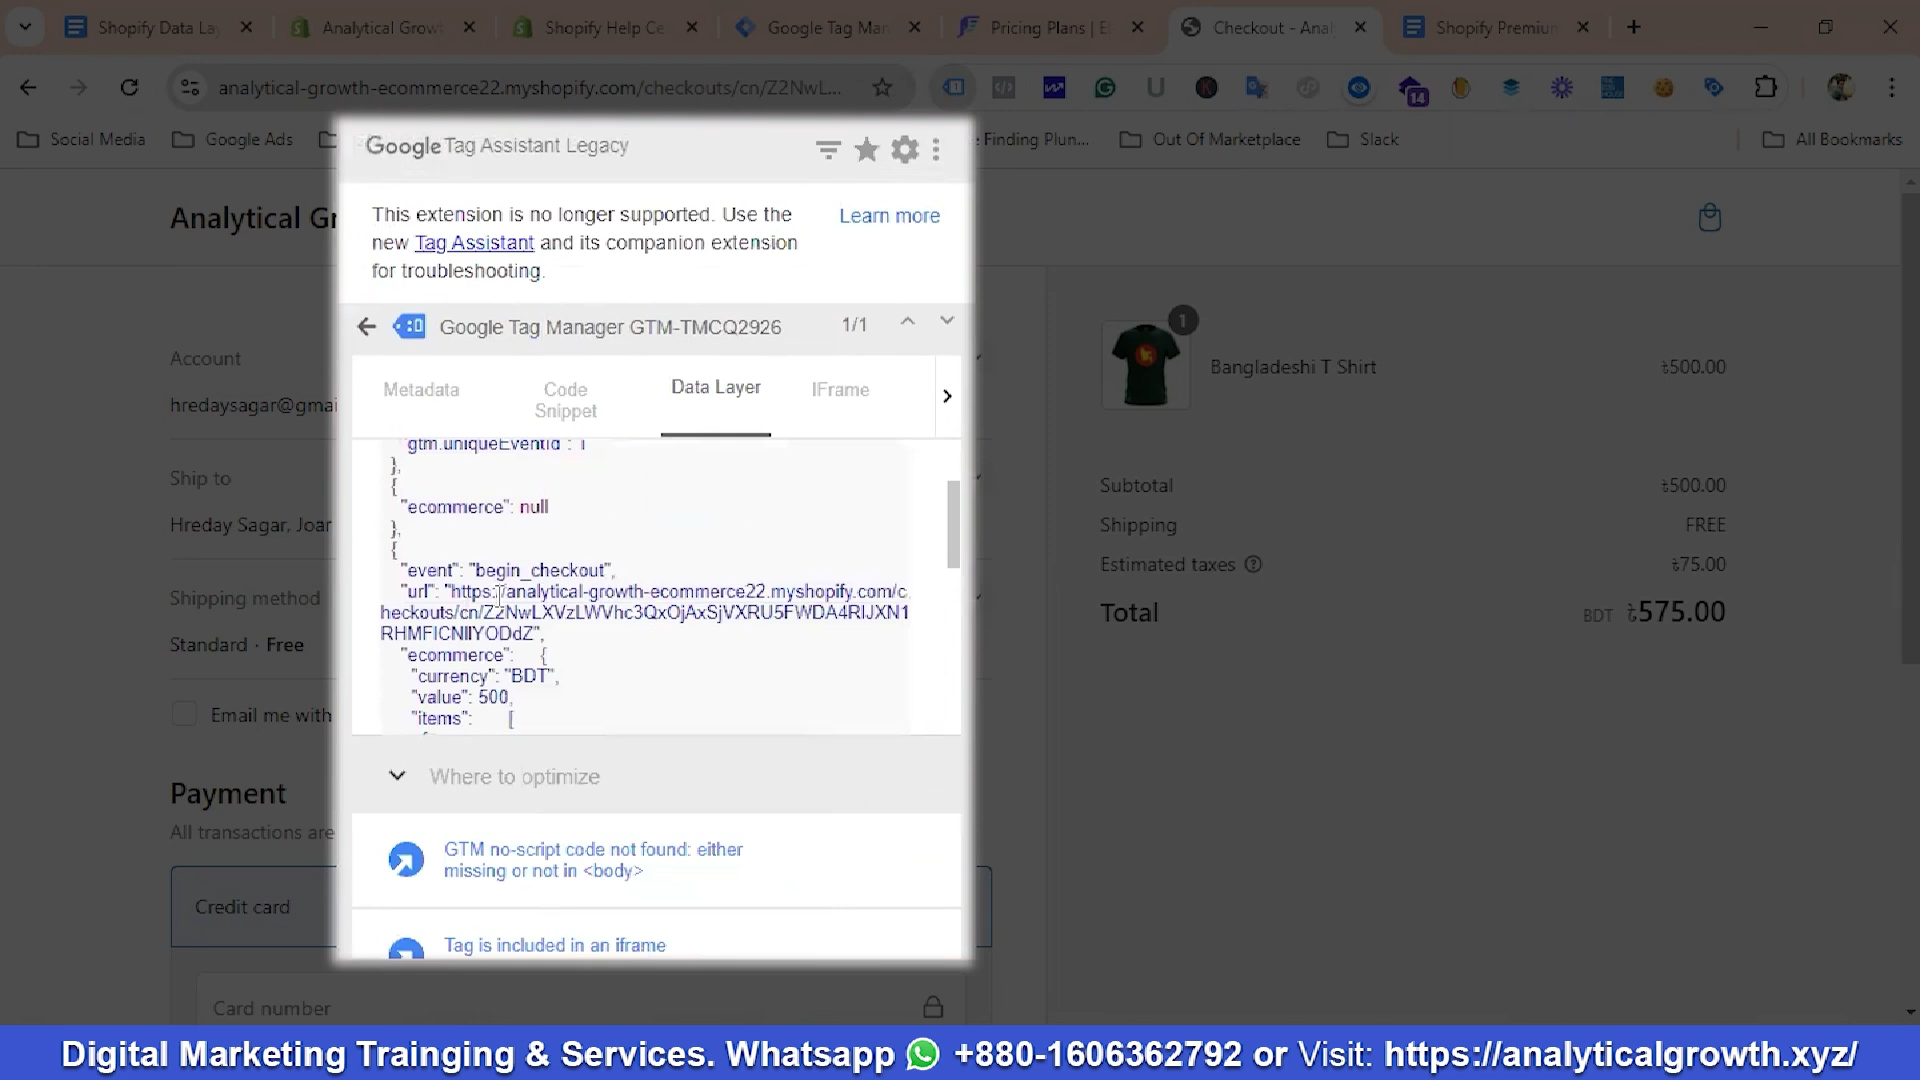 Shopify Data La
Analytical Grow
Shopify Help Ce
Google Tag Man
Pricing Plans | E
Checkout - Anal
Shopify Premium
analytical-growth-ecommerce22.myshopify.com/checkouts/cn/Z2NwL...
14
Social Media
Google Ads
Finding Plun...
Out Of Marketplace
Slack
All Bookmarks
Google Tag Assistant Legacy
This extension is no longer supported. Use the
new Tag Assistant and its companion extension
for troubleshooting.
Learn more
Google Tag Manager GTM-TMCQ2926
1/1
Metadata
Code
Snippet
Data Layer
IFrame
"gtm.uniqueEventId": 1
},
{
"ecommerce": null
},
{
"event": "begin_checkout",
"url": "https://analytical-growth-ecommerce22.myshopify.com/c
heckouts/cn/Z2NwLXVzLWVhc3QxOjAxSjVXRU5FWDA4RlJXN1
RHMFlCNllYODdZ",
"ecommerce": {
"currency": "BDT",
"value": 500,
"items": [
{
Where to optimize
GTM no-script code not found: either
missing or not in <body>
Tag is included in an iframe
Analytical Gr
Account
hredaysagar@gmai
Ship to
Hreday Sagar, Joar
Shipping method
Standard · Free
Email me with
Payment
All transactions are
Credit card
Card number
1
Bangladeshi T Shirt
৳500.00
Subtotal
৳500.00
Shipping
FREE
Estimated taxes
৳75.00
Total
BDT ৳575.00
Digital Marketing Trainging & Services. Whatsapp +880-1606362792 or Visit: https://analyticalgrowth.xyz/